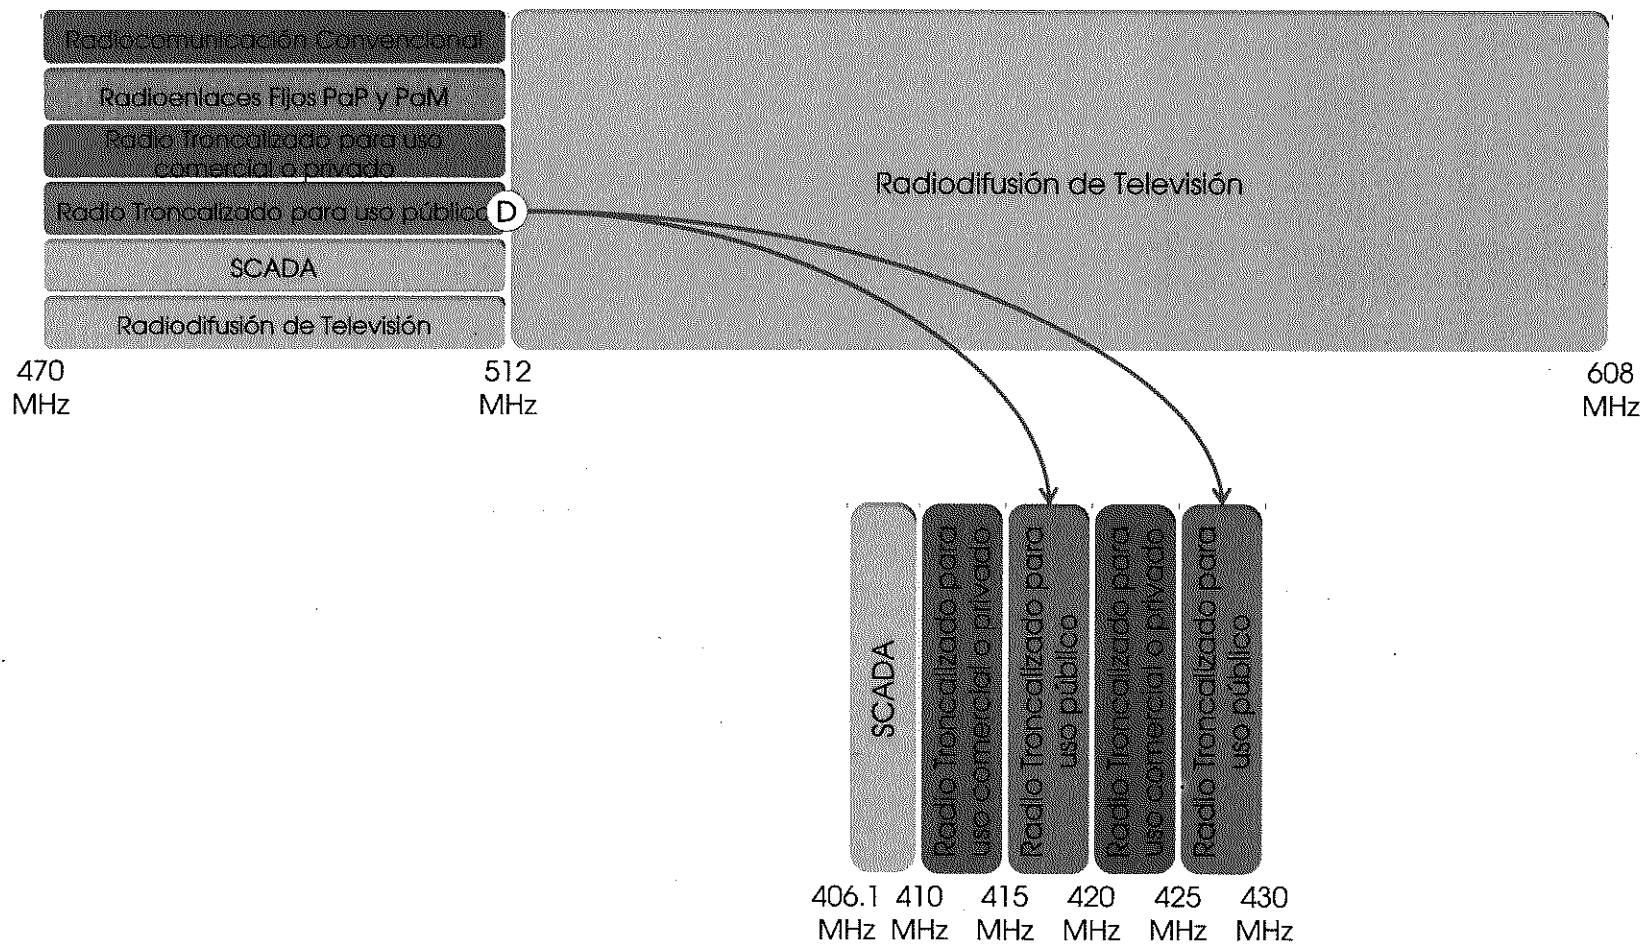 Radiocomunicación Convencional
Radioenlaces Fijos PaP y PaM
Radio Troncalizado para uso
comercial o privado
Radio Troncalizado para uso público
D
SCADA
Radiodifusión de Televisión
Radiodifusión de Televisión
470
MHz
512
MHz
608
MHz
SCADA
Radio Troncalizado para
uso comercial o privado
Radio Troncalizado para
uso público
Radio Troncalizado para
uso comercial o privado
Radio Troncalizado para
uso público
406.1 410 415 420 425 430
MHz MHz MHz MHz MHz MHz